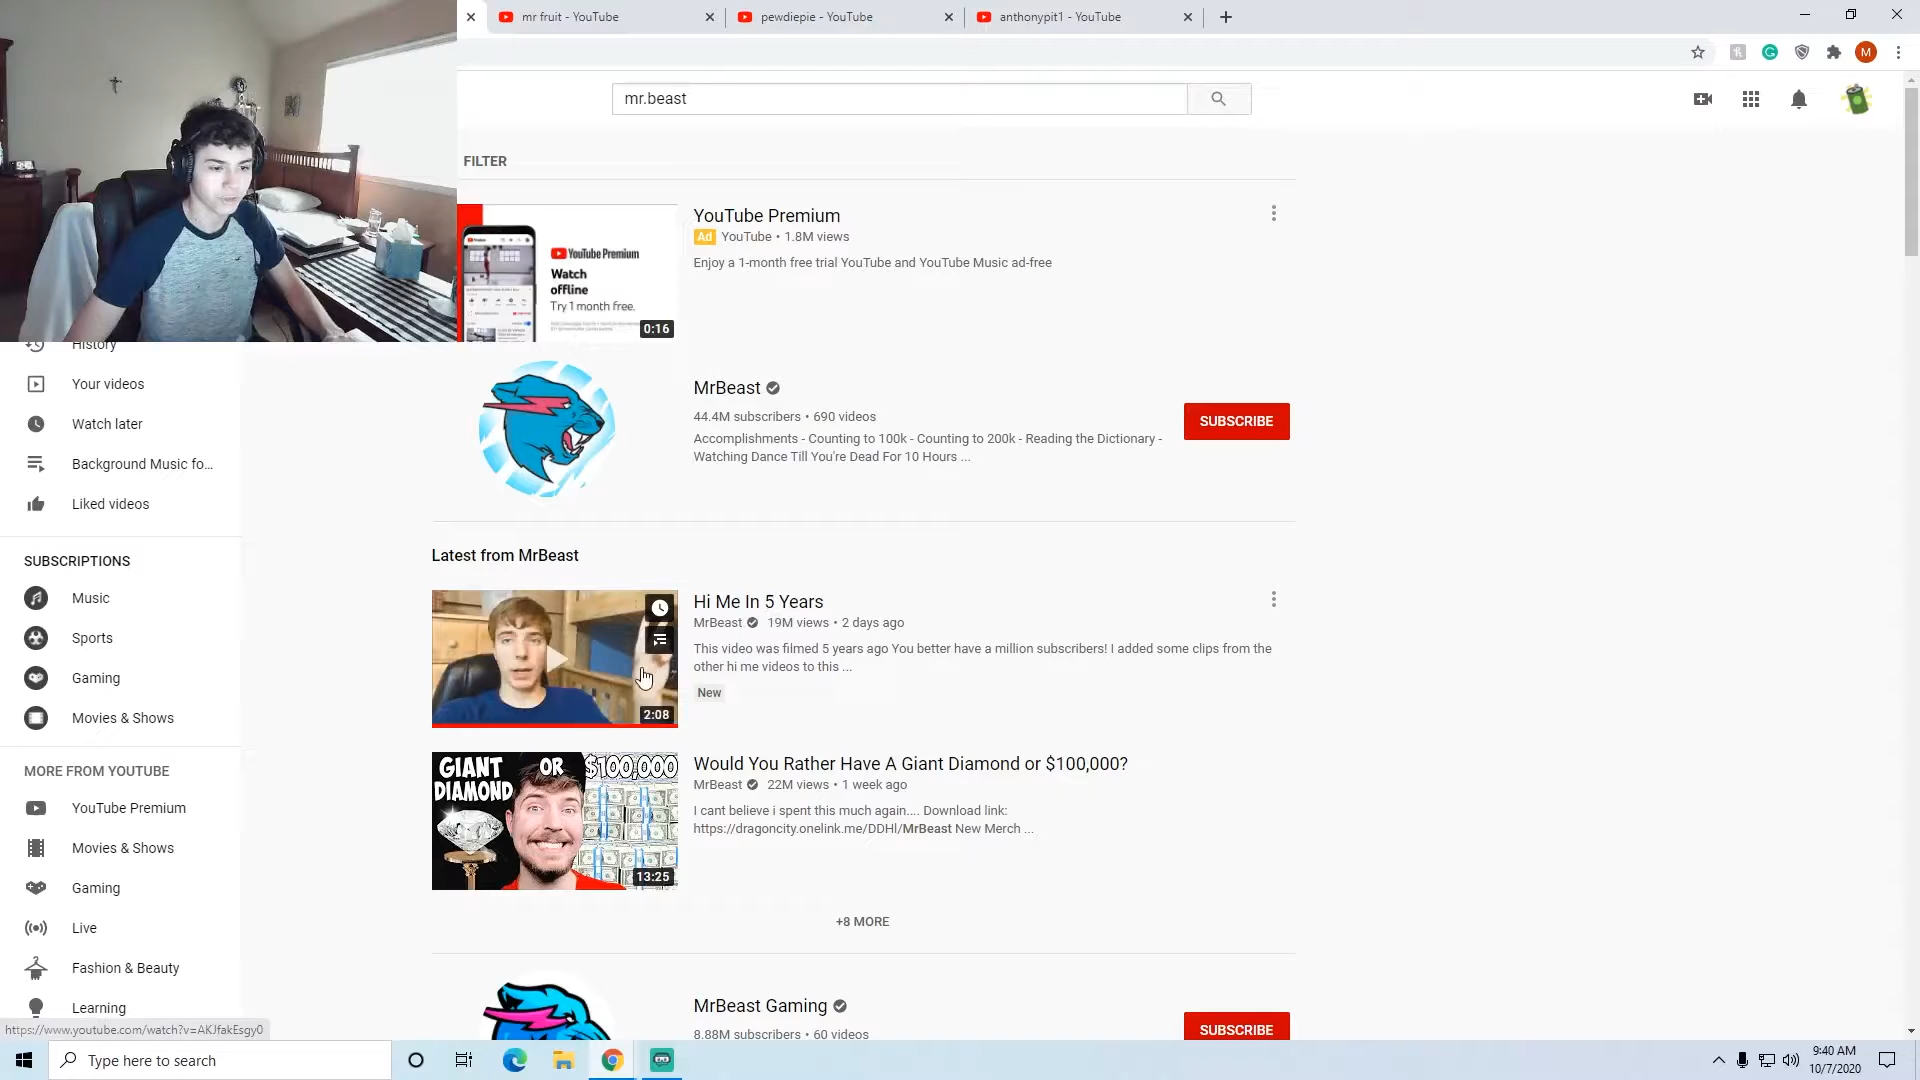 mr fruit - YouTube
pewdiepie - YouTube
anthonypit1 - YouTube
M
mr.beast
FILTER
YouTube Premium
Watch
offline
Try 1 month free.
0:16
YouTube Premium
Ad YouTube • 1.8M views
Enjoy a 1-month free trial YouTube and YouTube Music ad-free
MrBeast
44.4M subscribers • 690 videos
Accomplishments - Counting to 100k - Counting to 200k - Reading the Dictionary -
Watching Dance Till You're Dead For 10 Hours ...
SUBSCRIBE
History
Your videos
Watch later
Background Music fo...
Liked videos
SUBSCRIPTIONS
Music
Sports
Gaming
Movies & Shows
MORE FROM YOUTUBE
YouTube Premium
Movies & Shows
Gaming
Live
Fashion & Beauty
Learning
Latest from MrBeast
2:08
Hi Me In 5 Years
MrBeast 19M views • 2 days ago
This video was filmed 5 years ago You better have a million subscribers! I added some clips from the
other hi me videos to this ...
New
GIANT OR $100,000
DIAMOND
13:25
Would You Rather Have A Giant Diamond or $100,000?
MrBeast 22M views • 1 week ago
I cant believe i spent this much again.... Download link:
https://dragoncity.onelink.me/DDHl/MrBeast New Merch ...
+8 MORE
MrBeast Gaming
8.88M subscribers • 60 videos
SUBSCRIBE
https://www.youtube.com/watch?v=AKJfakEsgy0
Type here to search
9:40 AM
10/7/2020